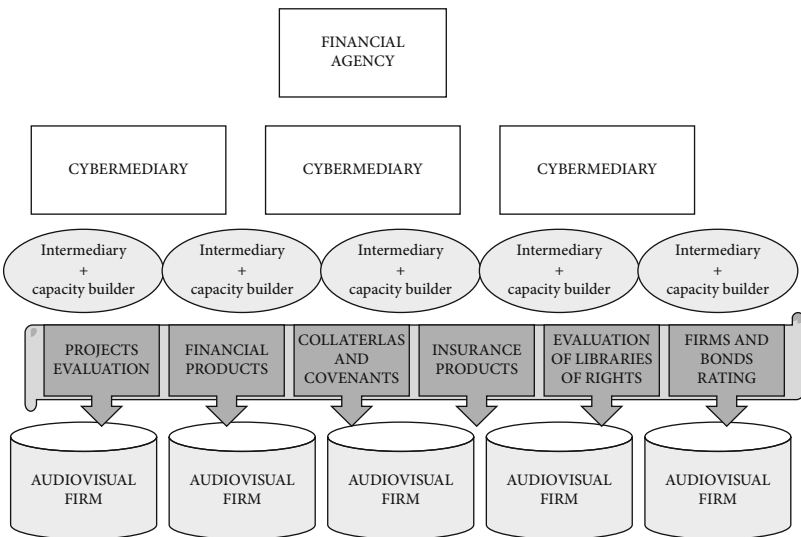 FINANCIAL
AGENCY
CYBERMEDIARY
CYBERMEDIARY
CYBERMEDIARY
Intermediary
+
capacity builder
Intermediary
+
capacity builder
Intermediary
+
capacity builder
Intermediary
+
capacity builder
Intermediary
+
capacity builder
PROJECTS
EVALUATION
FINANCIAL
PRODUCTS
COLLATERLAS
AND
COVENANTS
INSURANCE
PRODUCTS
EVALUATION
OF LIBRARIES
OF RIGHTS
FIRMS AND
BONDS
RATING
AUDIOVISUAL
FIRM
AUDIOVISUAL
FIRM
AUDIOVISUAL
FIRM
AUDIOVISUAL
FIRM
AUDIOVISUAL
FIRM